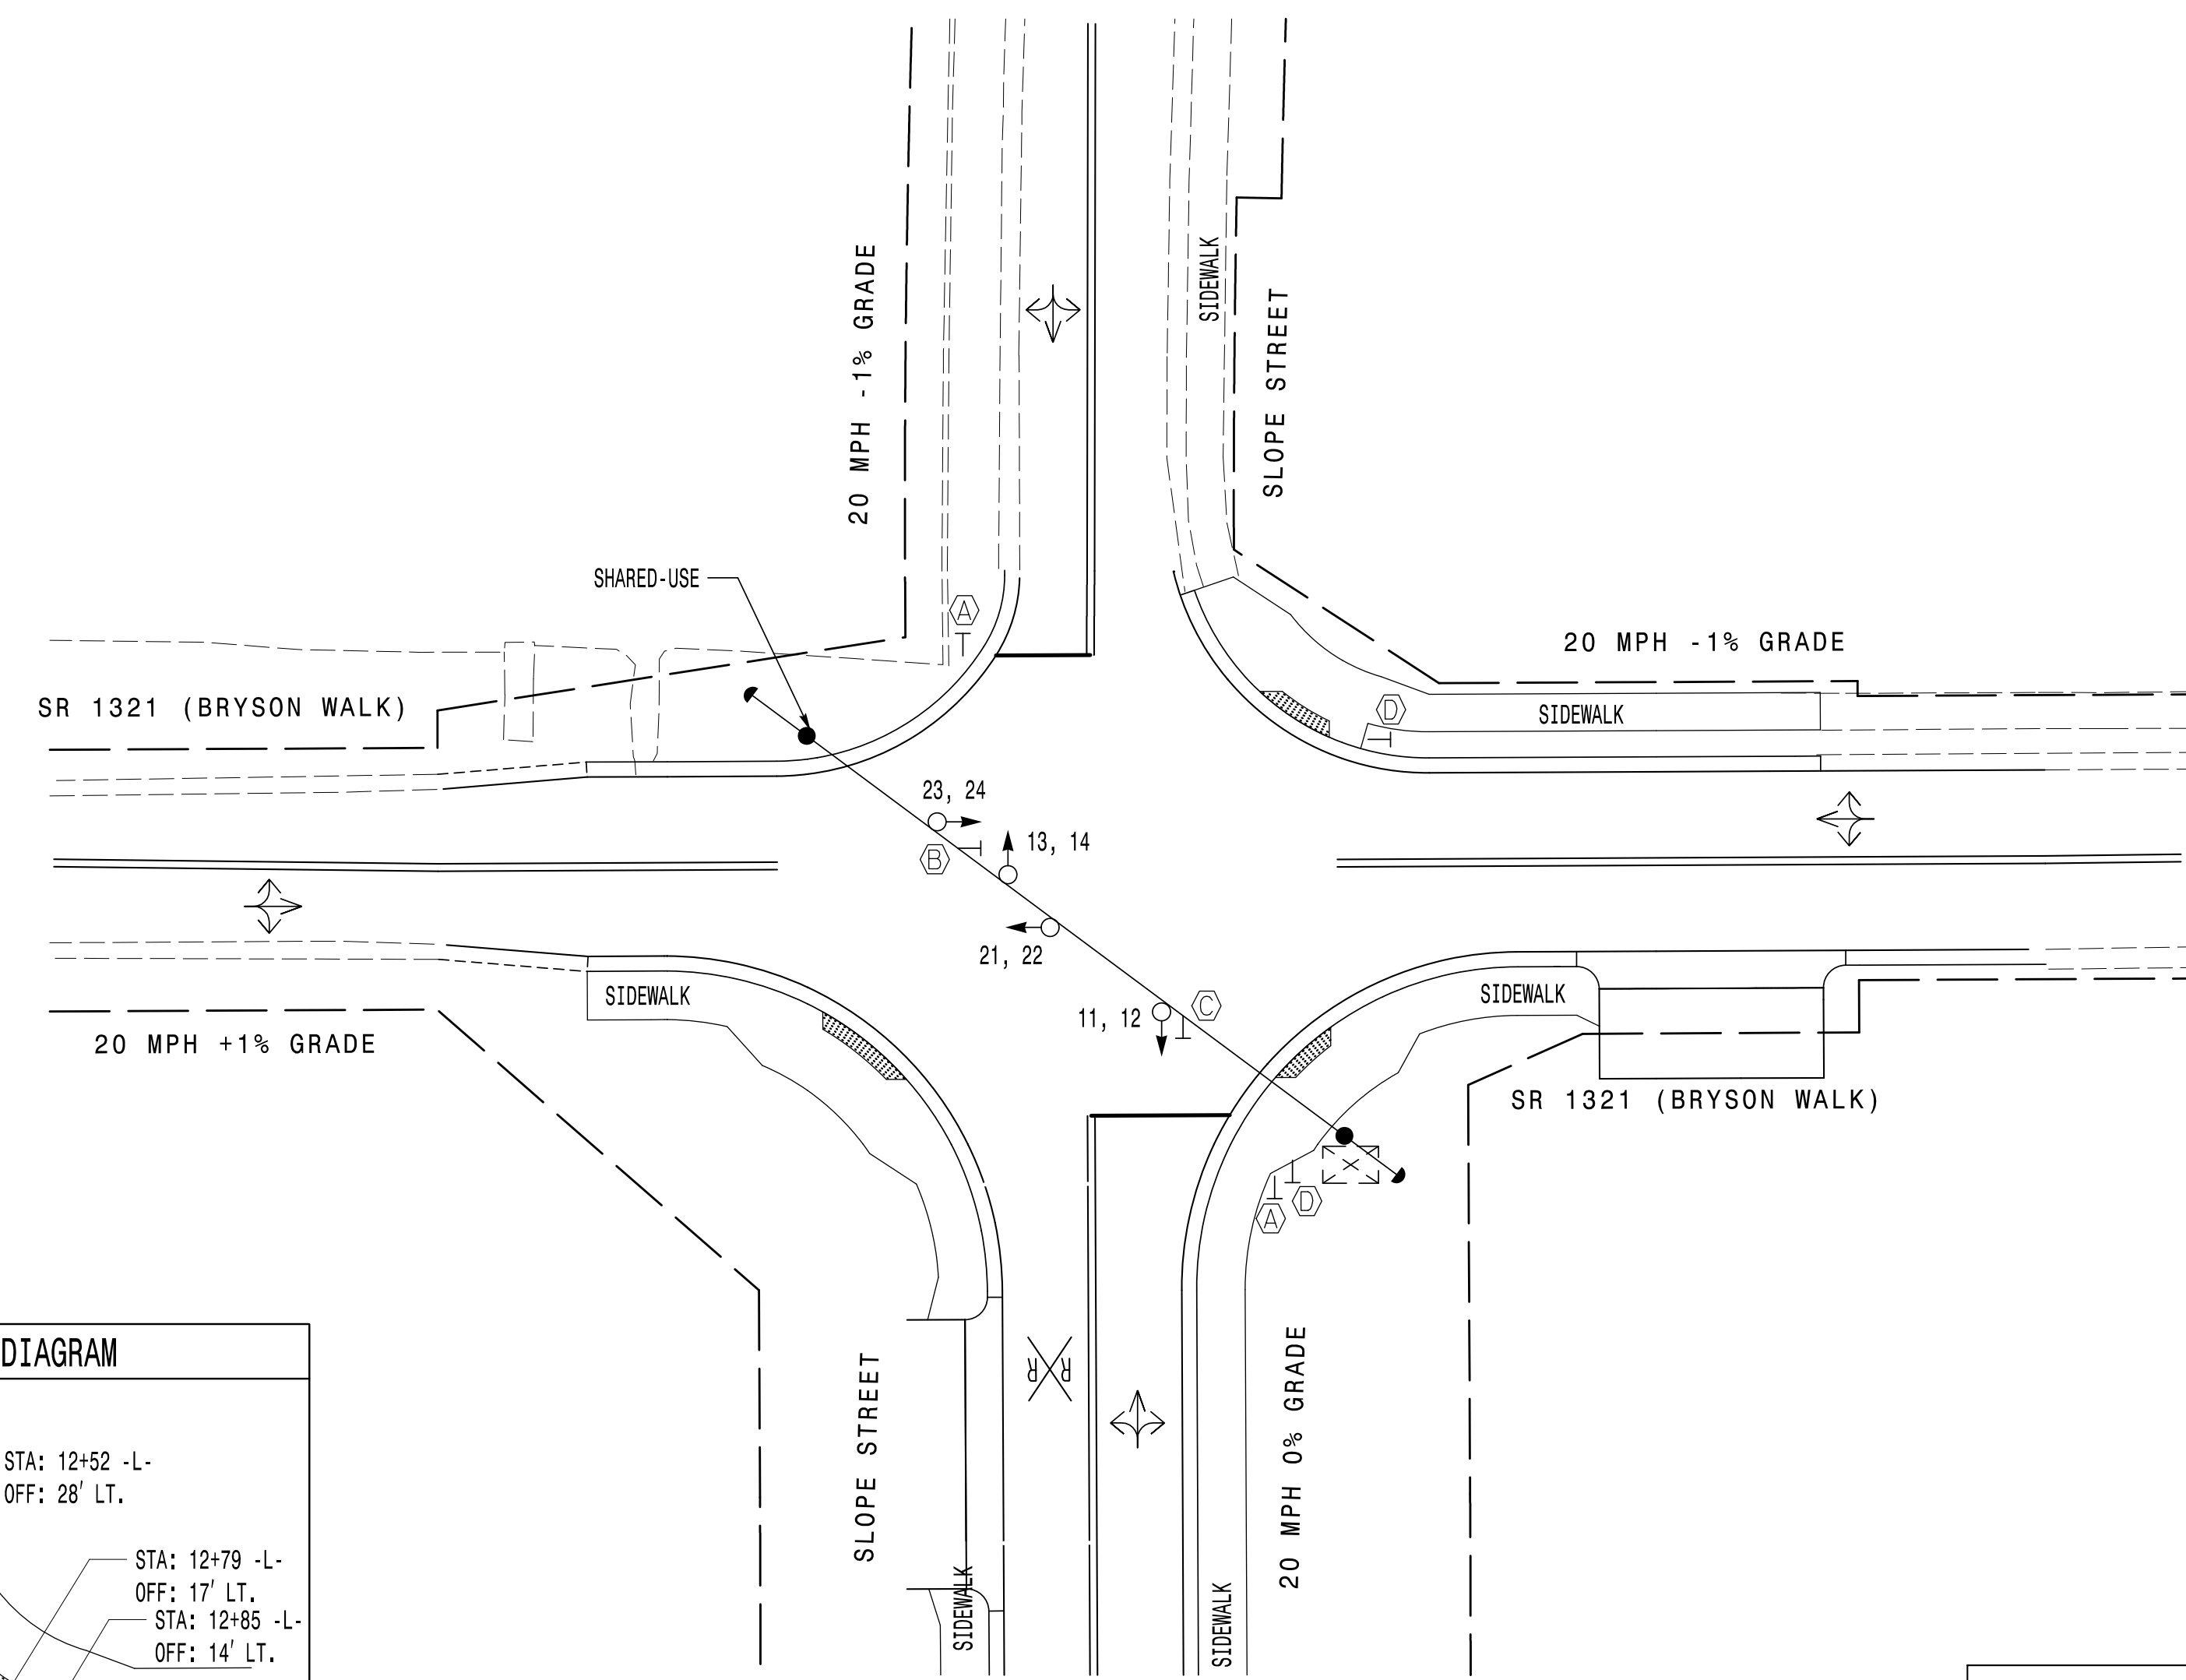 20 MPH -1% GRADE
SIDEWALK
SLOPE STREET
SHARED-USE
A
20 MPH -1% GRADE
SR 1321 (BRYSON WALK)
D
SIDEWALK
23, 24
13, 14
B
21, 22
SIDEWALK
SIDEWALK
C
11, 12
20 MPH +1% GRADE
SR 1321 (BRYSON WALK)
D
A
DIAGRAM
R R
SLOPE STREET
20 MPH 0% GRADE
STA: 12+52 -L-
OFF: 28' LT.
STA: 12+79 -L-
OFF: 17' LT.
STA: 12+85 -L-
OFF: 14' LT.
SIDEWALK
SIDEWALK